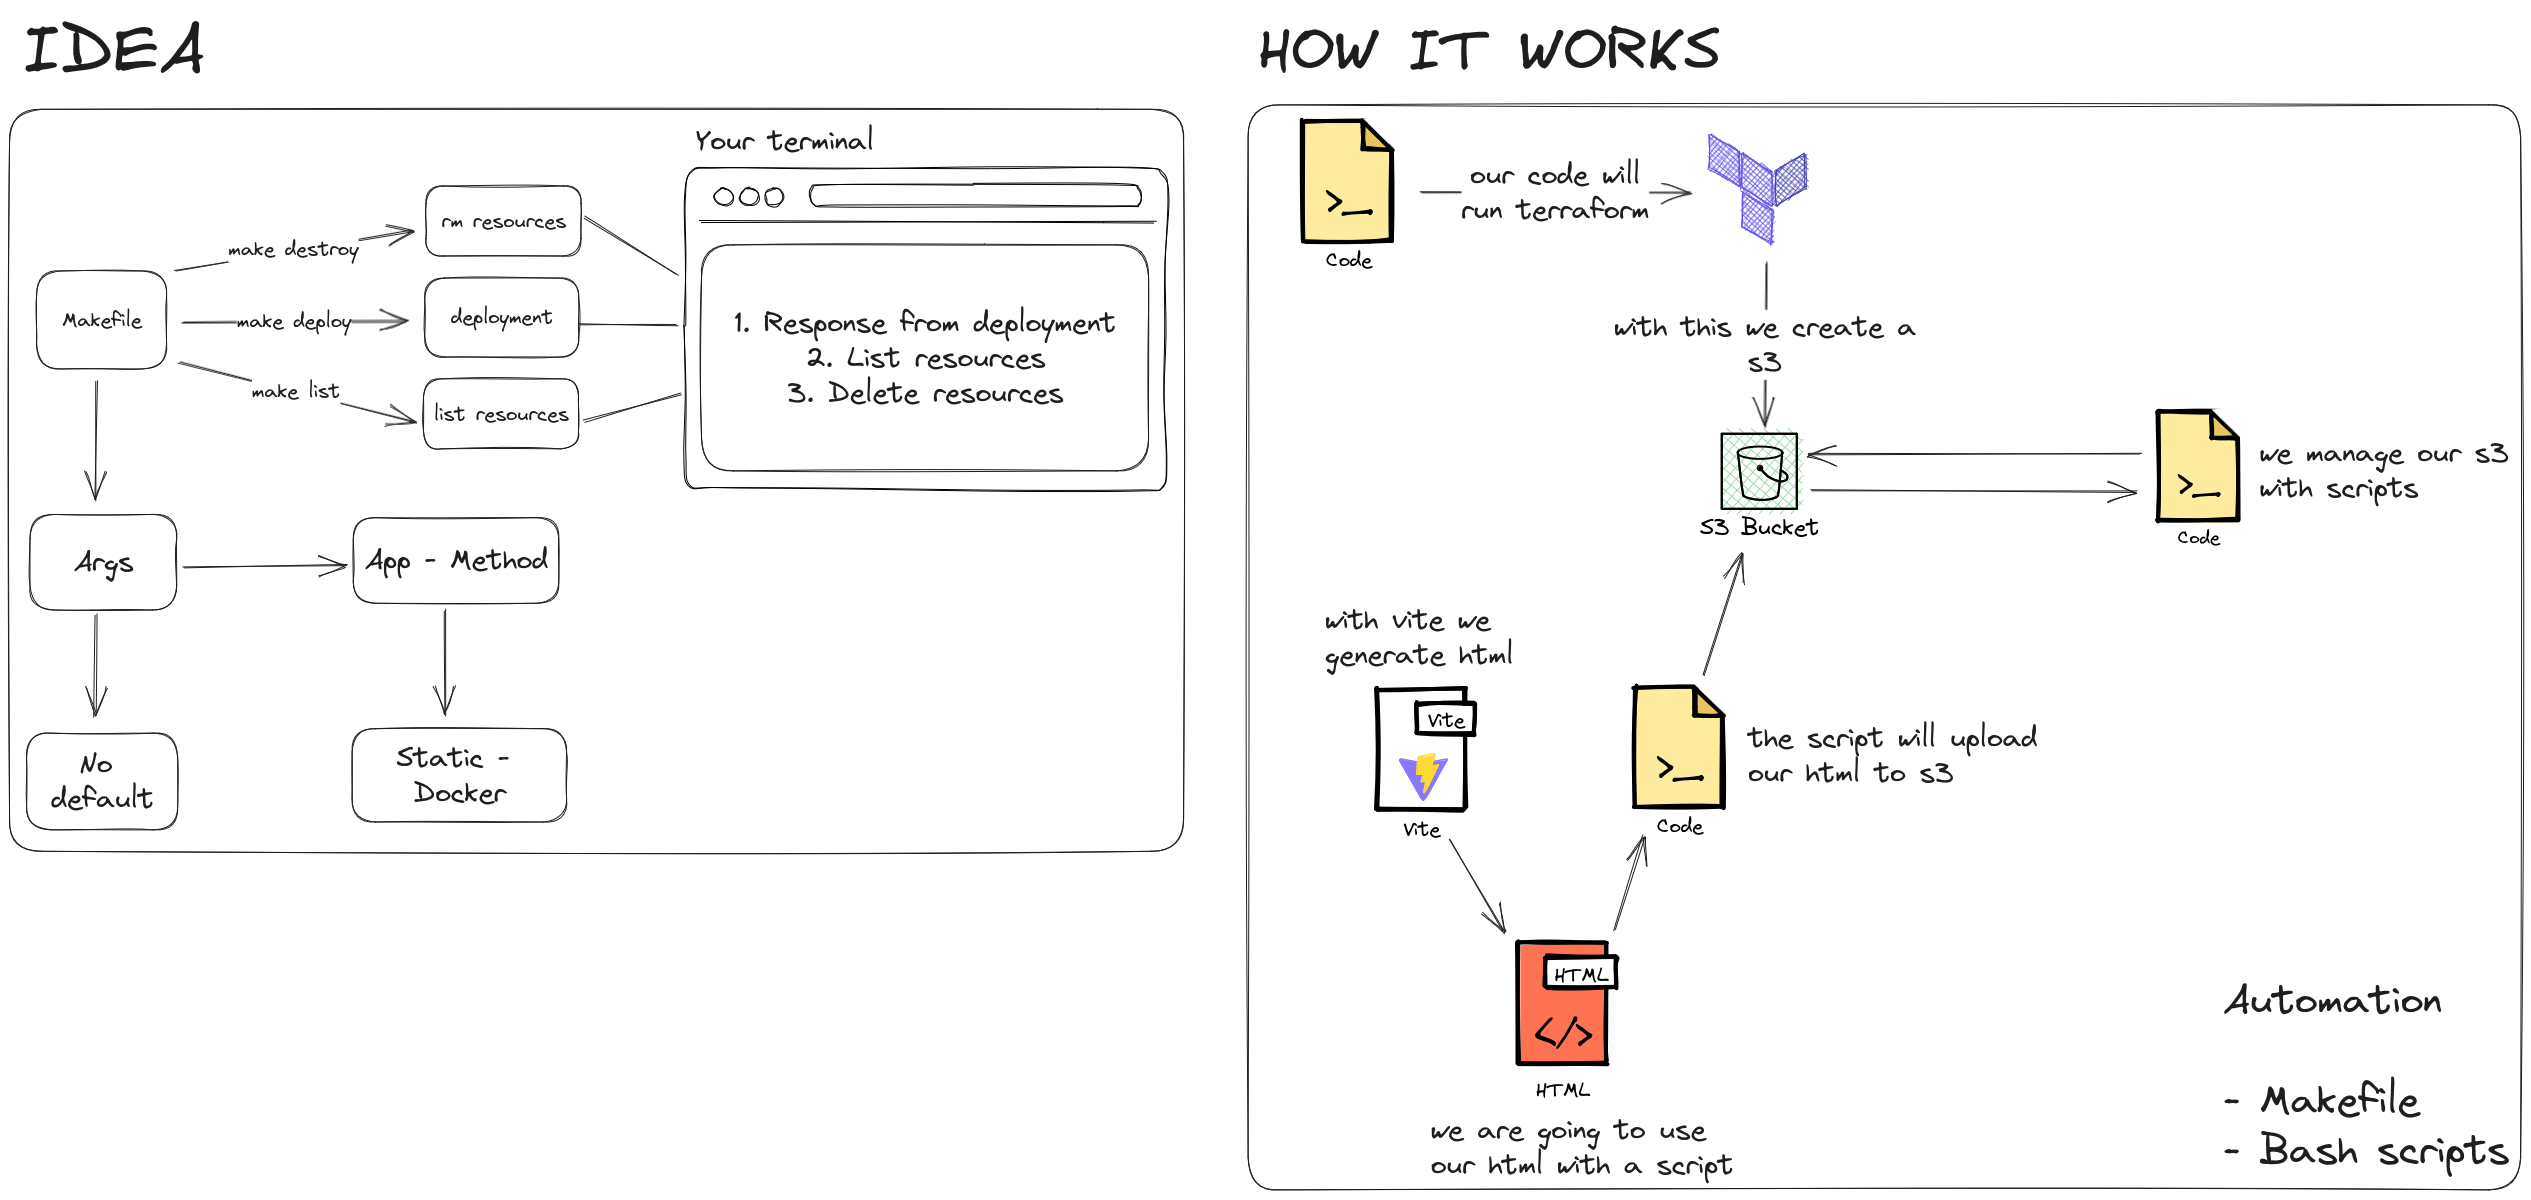 IDEA
Your terminal
make destroy
rm resources
Makefile
make deploy
deployment
make list
list resources
1. Response from deployment
2. List resources
3. Delete resources
Args
App - Method
No
default
Static -
Docker
HOW IT WORKS
our code will
run terraform
Code
with this we create a
s3
S3 Bucket
we manage our s3
with scripts
Code
with vite we
generate html
Vite
Vite
the script will upload
our html to s3
Code
HTML
</>
HTML
we are going to use
our html with a script
Automation
- Makefile
- Bash scripts